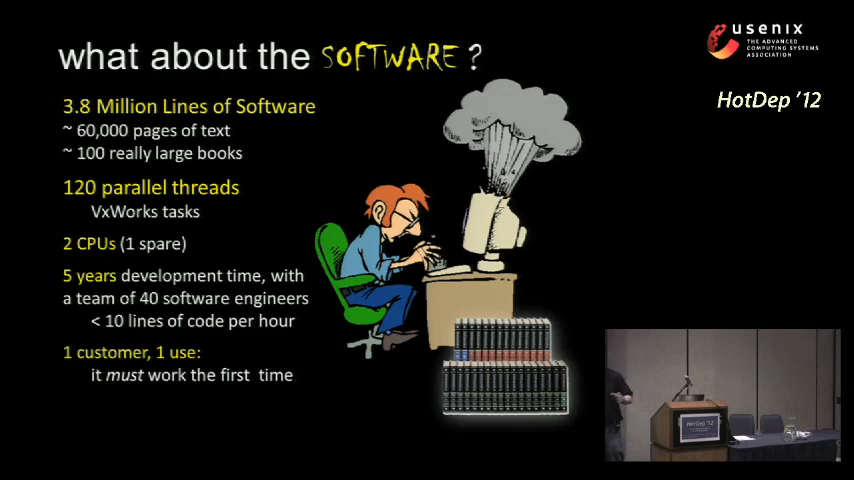 what about the SOFTWARE ?
usenix
THE ADVANCED
COMPUTING SYSTEMS
ASSOCIATION
HotDep '12
3.8 Million Lines of Software
~ 60,000 pages of text
~ 100 really large books
120 parallel threads
VxWorks tasks
2 CPUs (1 spare)
5 years development time, with
a team of 40 software engineers
< 10 lines of code per hour
1 customer, 1 use:
it must work the first time
HotDep '12